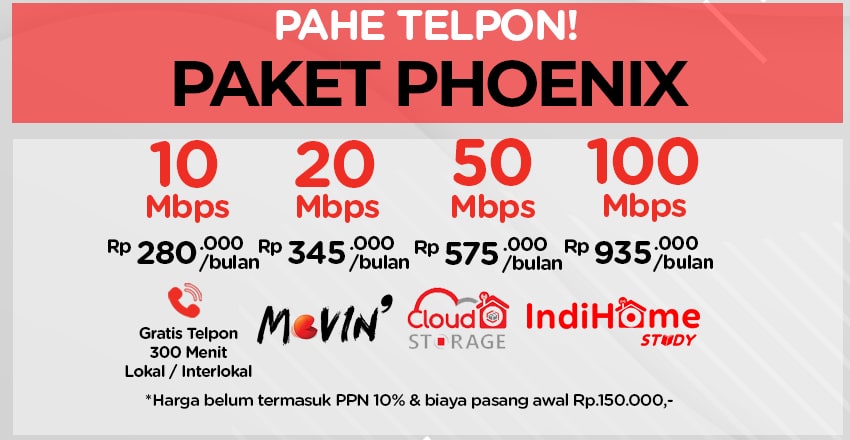 PAHE TELPON!
PAKET PHOENIX
10 Mbps
20 Mbps
50 Mbps
100 Mbps
Rp 280.000/bulan
Rp 345.000/bulan
Rp 575.000/bulan
Rp 935.000/bulan
Gratis Telpon
300 Menit
Lokal / Interlokal
MOVIN'
Cloud
STORAGE
IndiHome
STUDY
*Harga belum termasuk PPN 10% & biaya pasang awal Rp.150.000,-